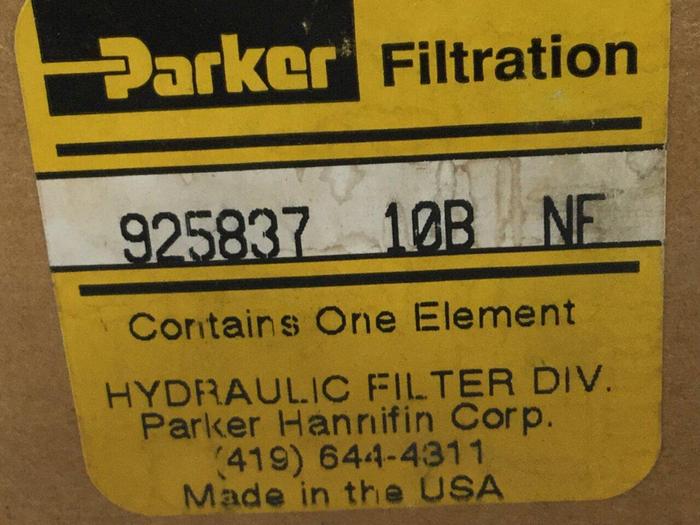 Parker Filtration
925837 10B NF
Contains One Element
HYDRAULIC FILTER DIV.
Parker Hannifin Corp.
(419) 644-4311
Made in the USA